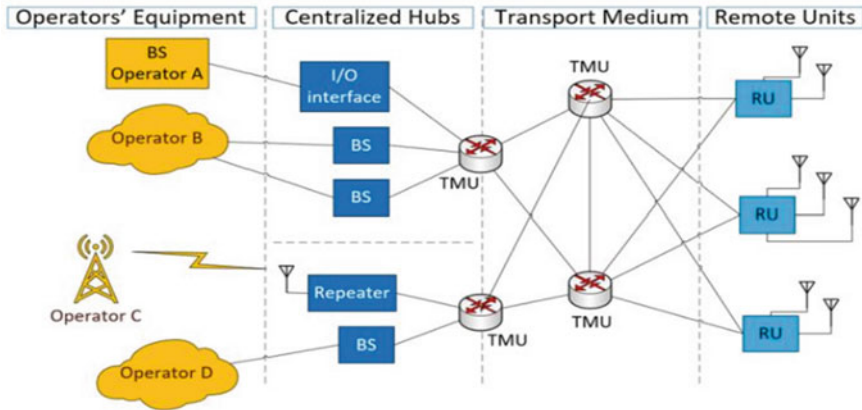 Operators' Equipment
Centralized Hubs
Transport Medium
Remote Units
BS
Operator A
I/O
interface
TMU
RU
Operator B
BS
BS
TMU
RU
Operator C
Repeater
TMU
TMU
Operator D
BS
RU